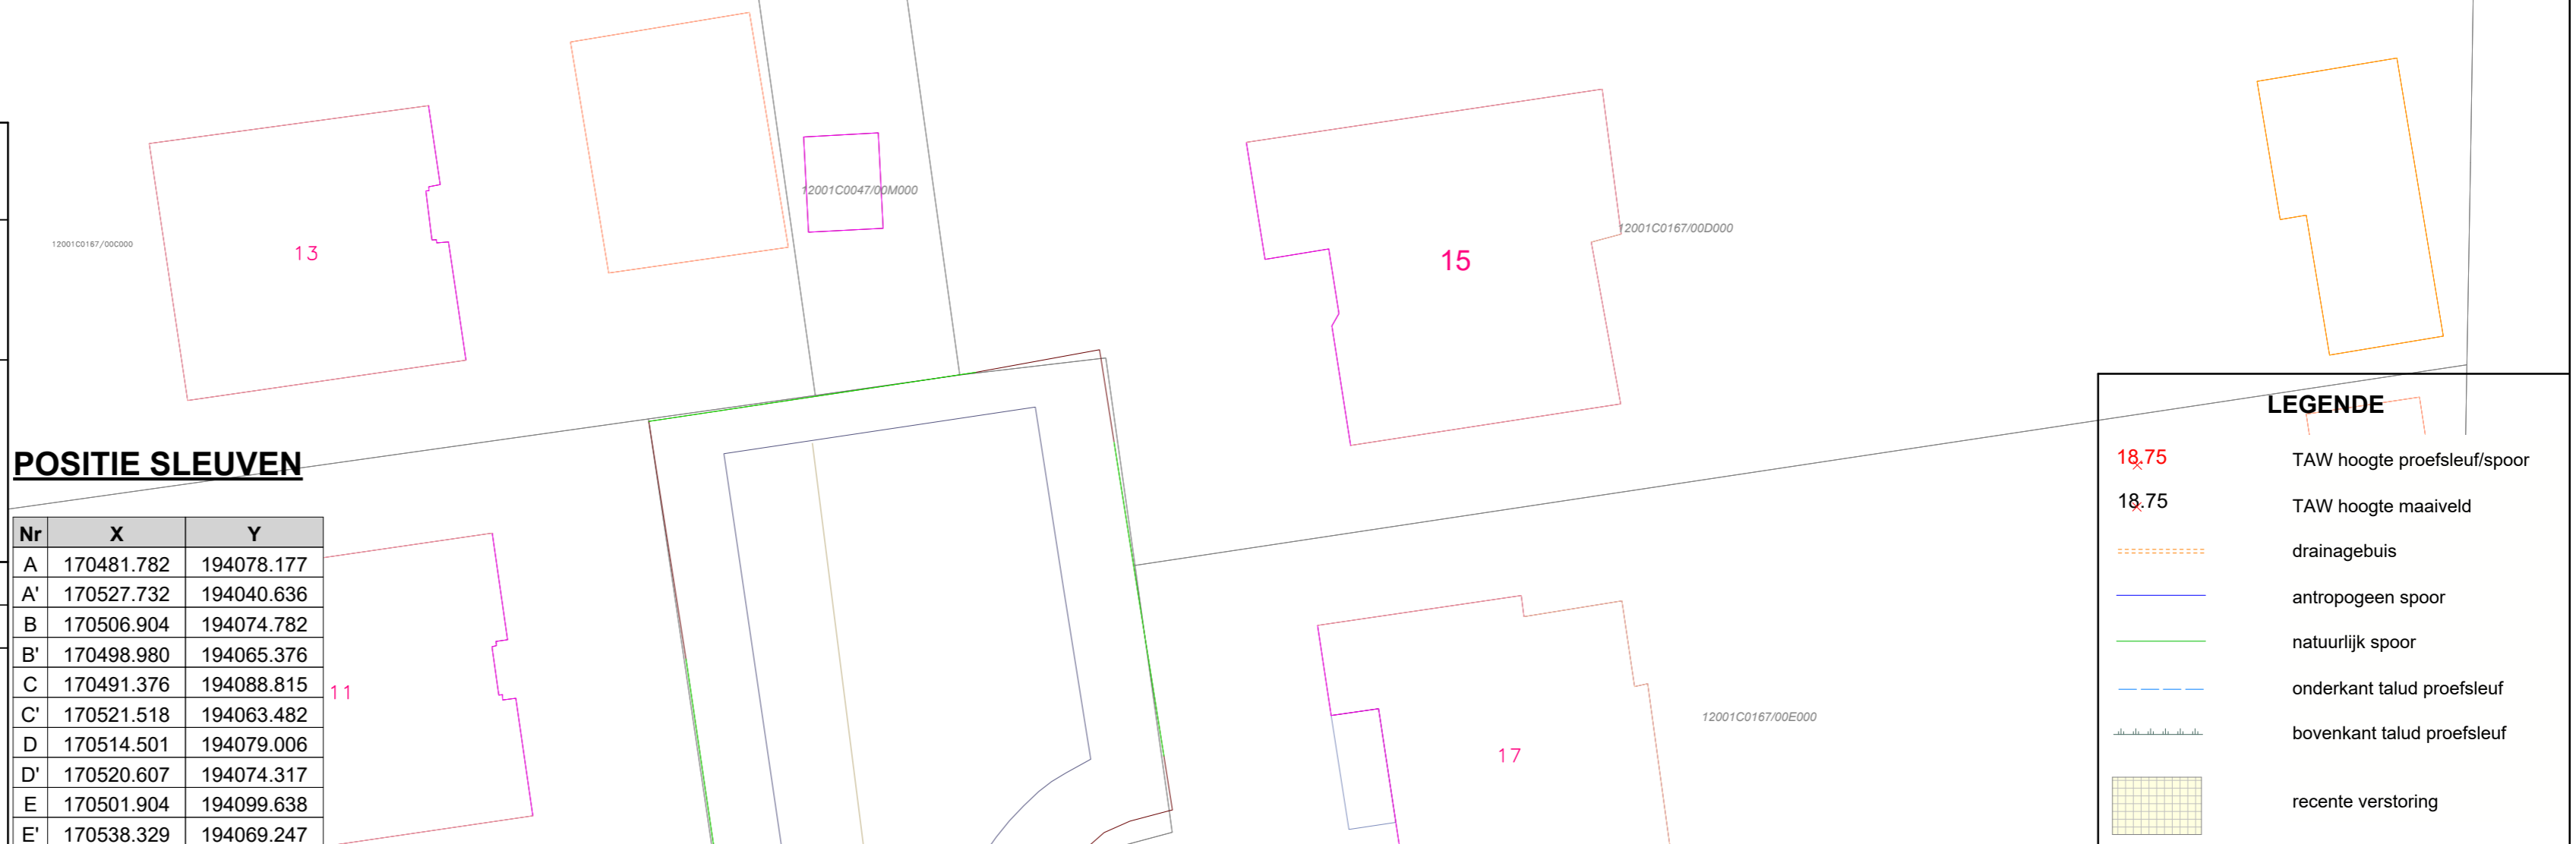 12001C0047/00M000
12001C0167/00C000
13
12001C0167/00D000
15
POSITIE SLEUVEN
Nr X Y
A 170481.782 194078.177
A' 170527.732 194040.636
B 170506.904 194074.782
B' 170498.980 194065.376
C 170491.376 194088.815
C' 170521.518 194063.482
D 170514.501 194079.006
D' 170520.607 194074.317
E 170501.904 194099.638
E' 170538.329 194069.247
11
12001C0167/00E000
17
LEGENDE
18.75 TAW hoogte proefsleuf/spoor
18.75 TAW hoogte maaiveld
drainagebuis
antropogeen spoor
natuurlijk spoor
onderkant talud proefsleuf
bovenkant talud proefsleuf
recente verstoring